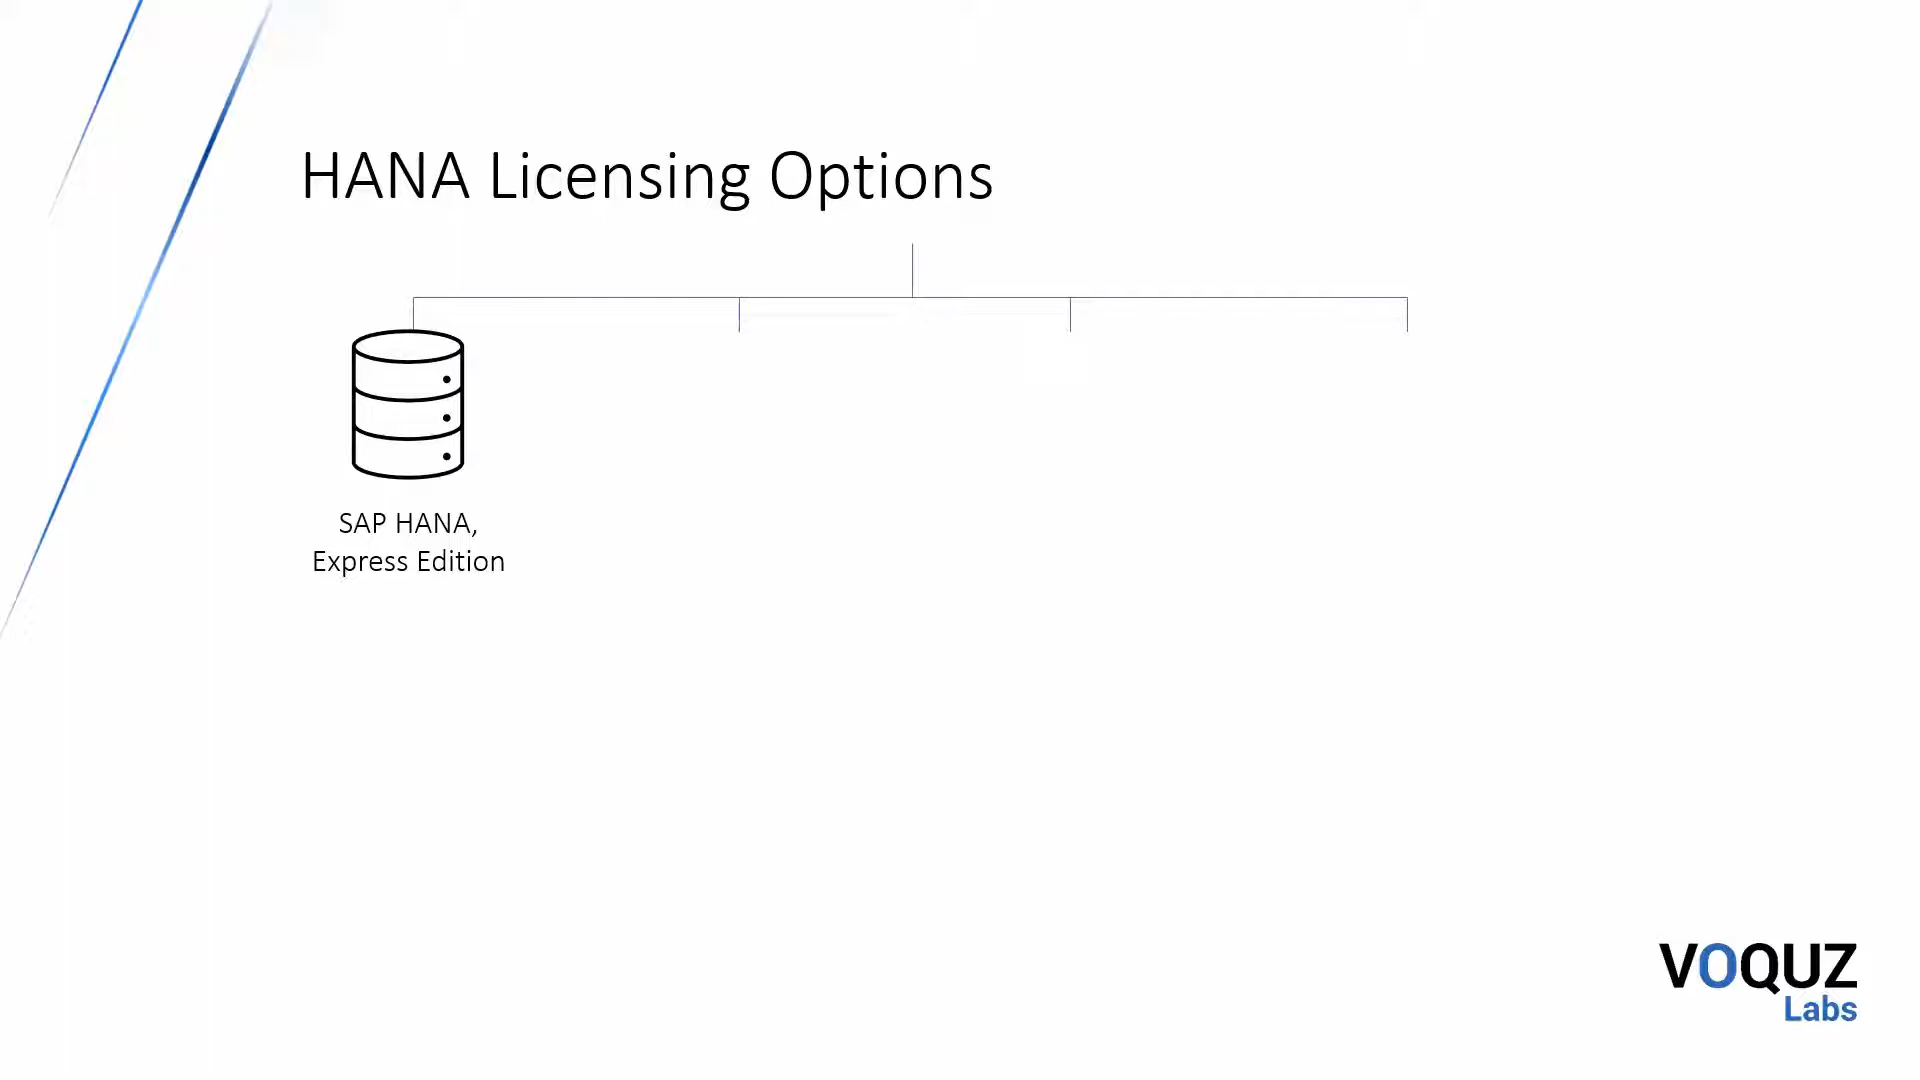 HANA Licensing Options
SAP HANA,
Express Edition
VOQUZ
Labs